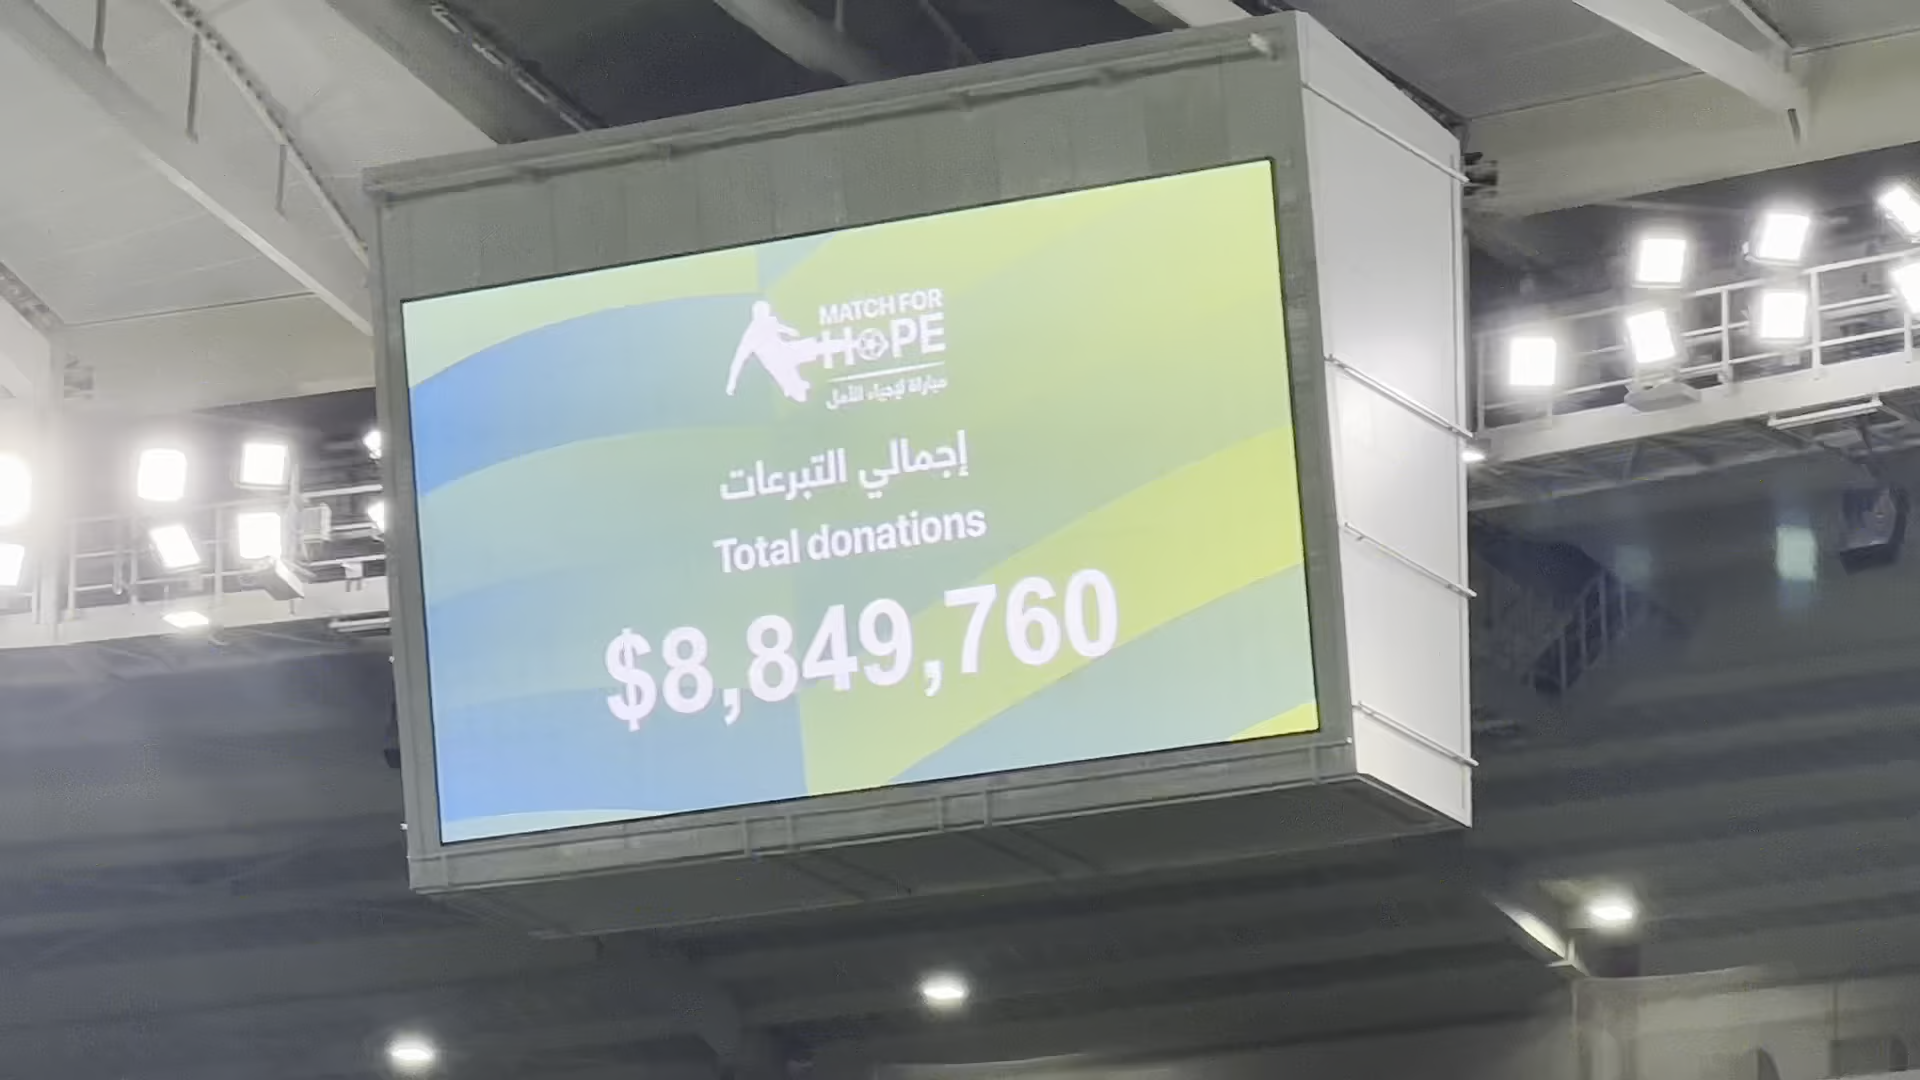 MATCH FOR
HOPE
مباراة لإحياء الأمل
إجمالي التبرعات
Total donations
$8,849,760